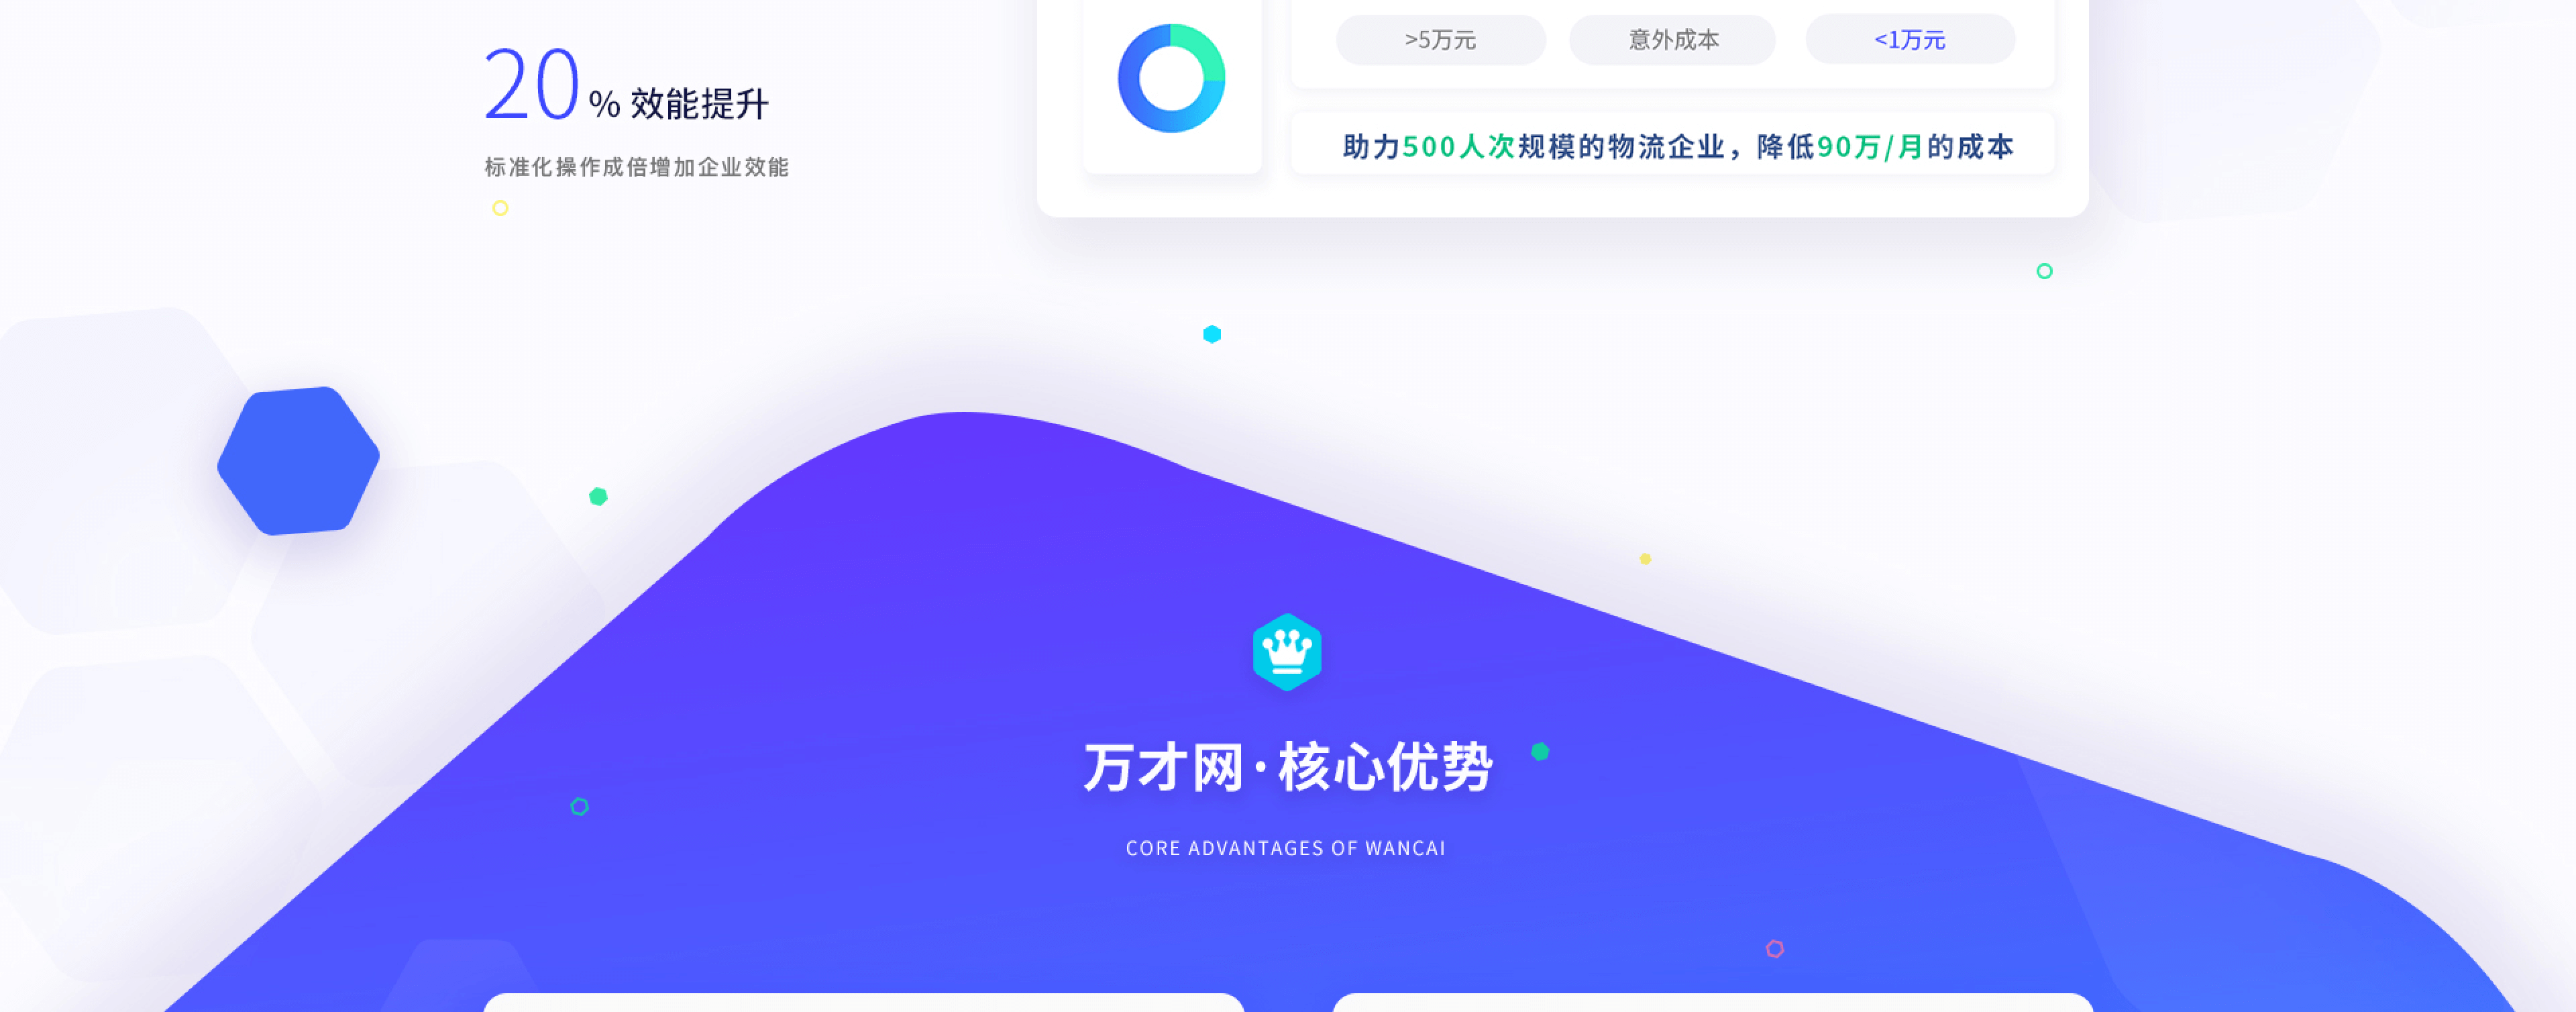 20% 效能提升
标准化操作成倍增加企业效能
>5万元 意外成本 <1万元
助力500人次规模的物流企业，降低90万/月的成本
万才网·核心优势
CORE ADVANTAGES OF WANCAI